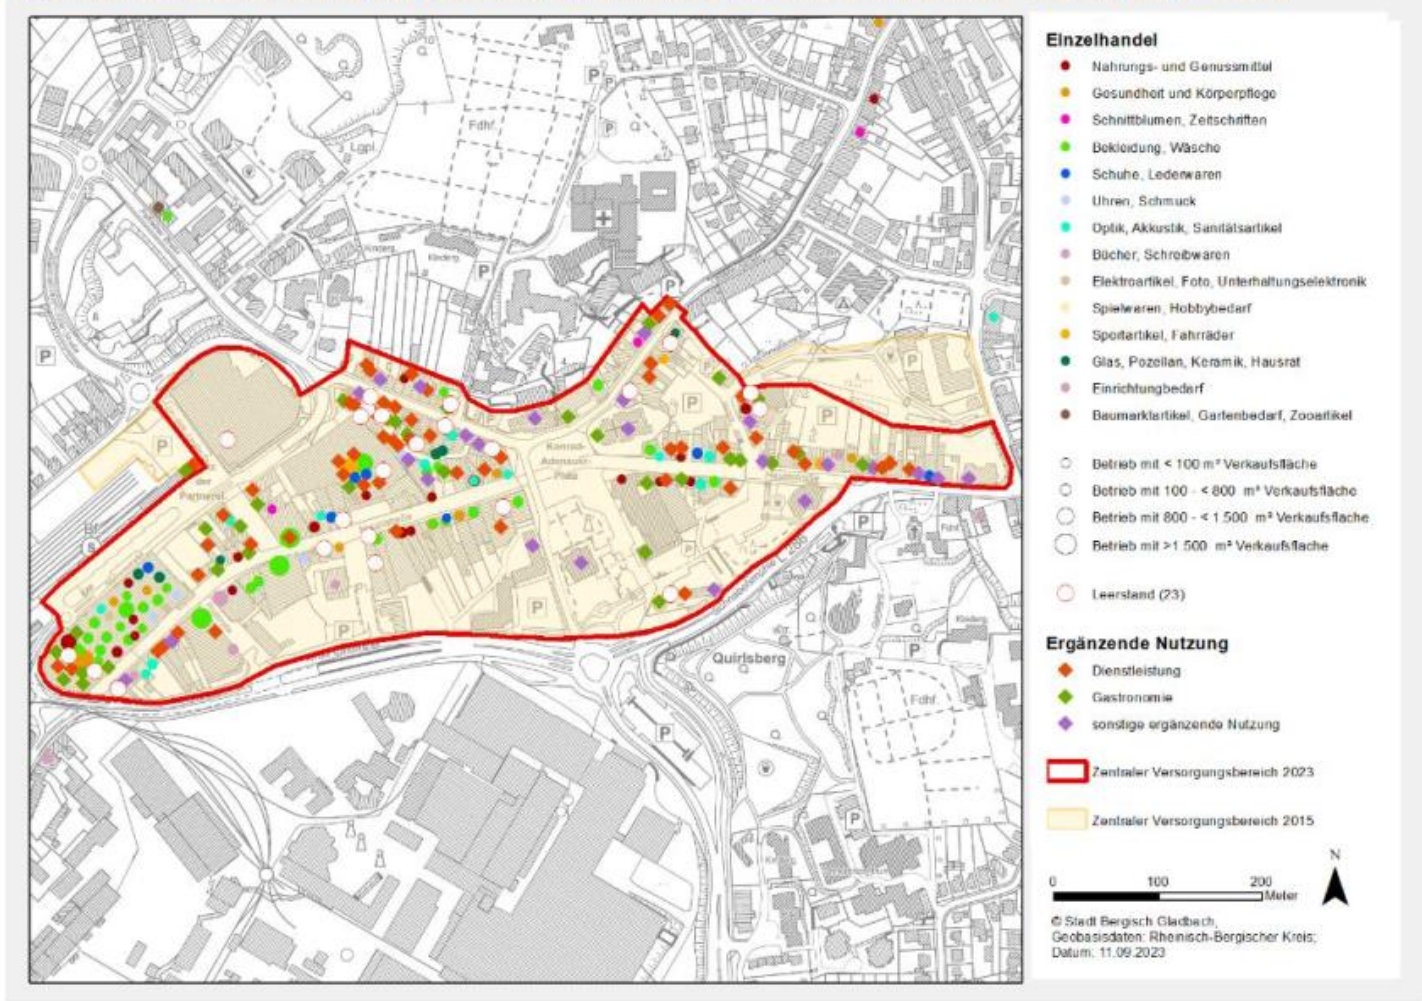 Einzelhandel
Nahrungs- und Genussmittel
Gesundheit und Körperpflege
Schnittblumen, Zeitschriften
Bekleidung, Wäsche
Schuhe, Lederwaren
Uhren, Schmuck
Optik, Akkustik, Sanitätsartikel
Bücher, Schreibwaren
Elektroartikel, Foto, Unterhaltungselektronik
Spielwaren, Hobbybedarf
Sportartikel, Fahrräder
Glas, Pozellan, Keramik, Hausrat
Einrichtungbedarf
Baumarktartikel, Gartenbedarf, Zooartikel
Betrieb mit < 100 m² Verkaufsfläche
Betrieb mit 100 - < 800 m² Verkaufsfläche
Betrieb mit 800 - < 1.500 m² Verkaufsfläche
Betrieb mit >1 500 m² Verkaufsfläche
Leerstand (23)
Ergänzende Nutzung
Dienstleistung
Gastronomie
sonstige ergänzende Nutzung
Zentraler Versorgungsbereich 2023
Zentraler Versorgungsbereich 2015
N
0 100 200
Meter
© Stadt Bergisch Gladbach,
Geobasisdaten: Rheinisch-Bergischer Kreis;
Datum: 11.09.2023
Fdhf.
Lgpl.
Kinderg.
P
Konrad-
Adenauer-
Platz
der
Partnerst.
Bf
S
Quirlsberg
Fdhf.